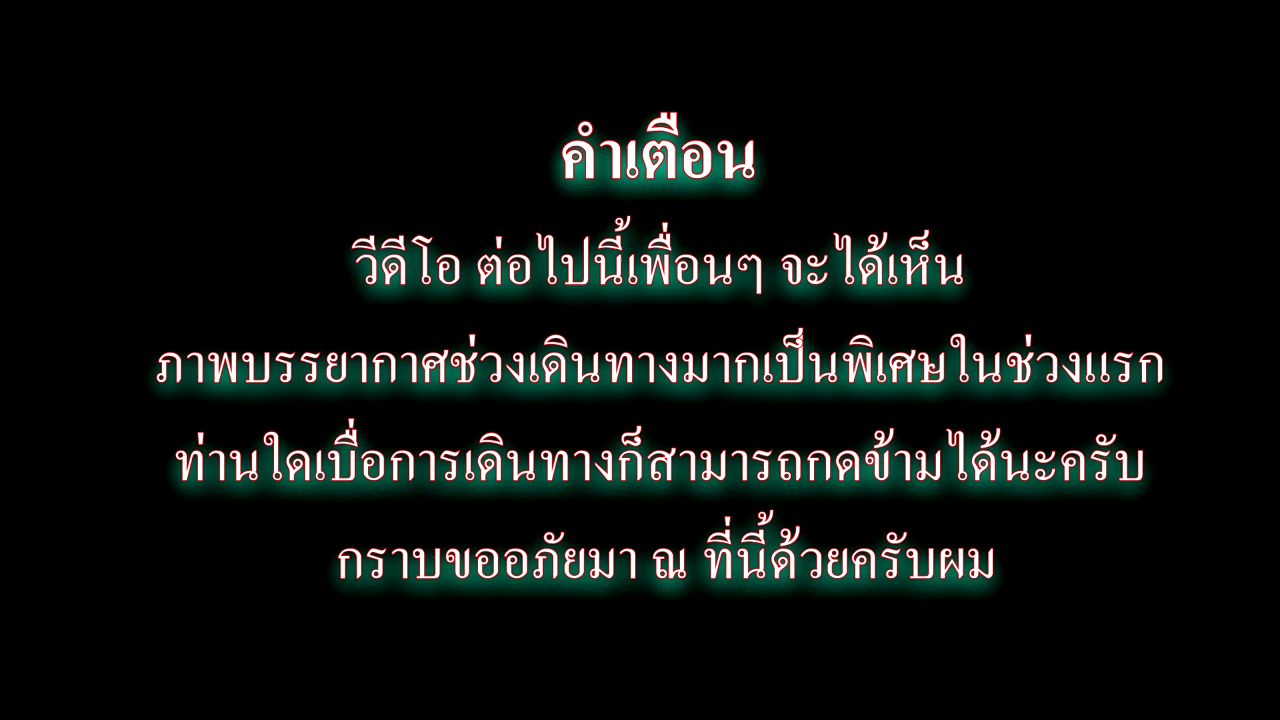 คำเตือน
วีดีโอ ต่อไปนี้เพื่อนๆ จะได้เห็น
ภาพบรรยากาศช่วงเดินทางมากเป็นพิเศษในช่วงแรก
ท่านใดเบื่อการเดินทางก็สามารถกดข้ามได้นะครับ
กราบขออภัยมา ณ ที่นี้ด้วยครับผม